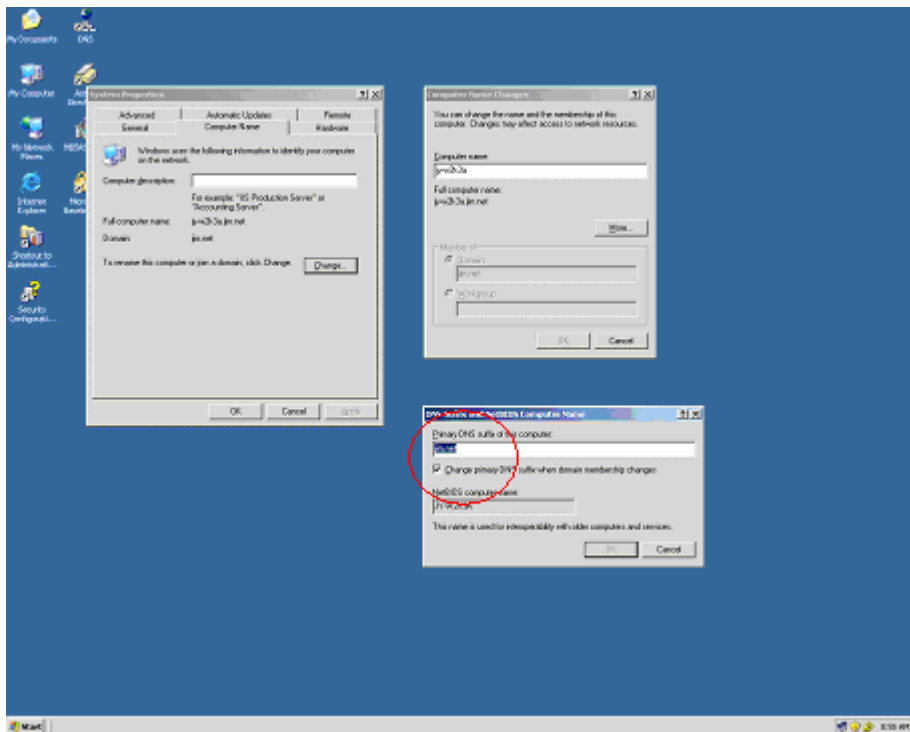 My Documents
DNS
My Computer
My Network
Places
Internet
Explorer
Shortcut to
Security
System Properties
Advanced
Automatic Updates
Remote
General
Computer Name
Hardware
Windows uses the following information to identify your computer
on the network.
Computer description:
For example: "IIS Production Server" or
"Accounting Server".
Full computer name:
Domain:
To rename this computer or join a domain, click Change.
Change...
OK
Cancel
Apply
Computer Name Changes
You can change the name and the membership of this
computer. Changes may affect access to network resources.
Computer name:
Full computer name:
More...
Member of
Domain:
Workgroup:
OK
Cancel
DNS Suffix and NetBIOS Computer Name
Primary DNS suffix of this computer:
Change primary DNS suffix when domain membership changes
NetBIOS computer name:
This name is used for interoperability with older computers and services.
OK
Cancel
Start